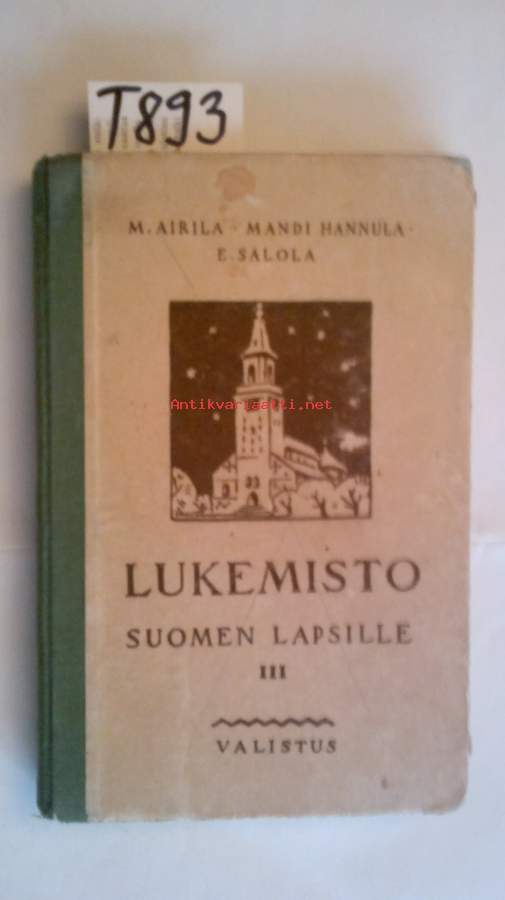 T893
M. AIRILA · MANDI HANNULA ·
E. SALOLA
Antikvariaatti.net
LUKEMISTO
SUOMEN LAPSILLE
III
VALISTUS